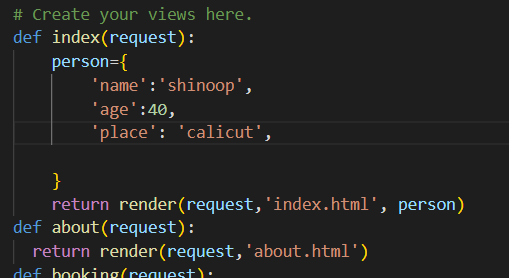 # Create your views here.
def index(request):
    person={
        'name':'shinoop',
        'age':40,
        'place': 'calicut',
    }
    return render(request,'index.html', person)
def about(request):
  return render(request,'about.html')
def booking(request):